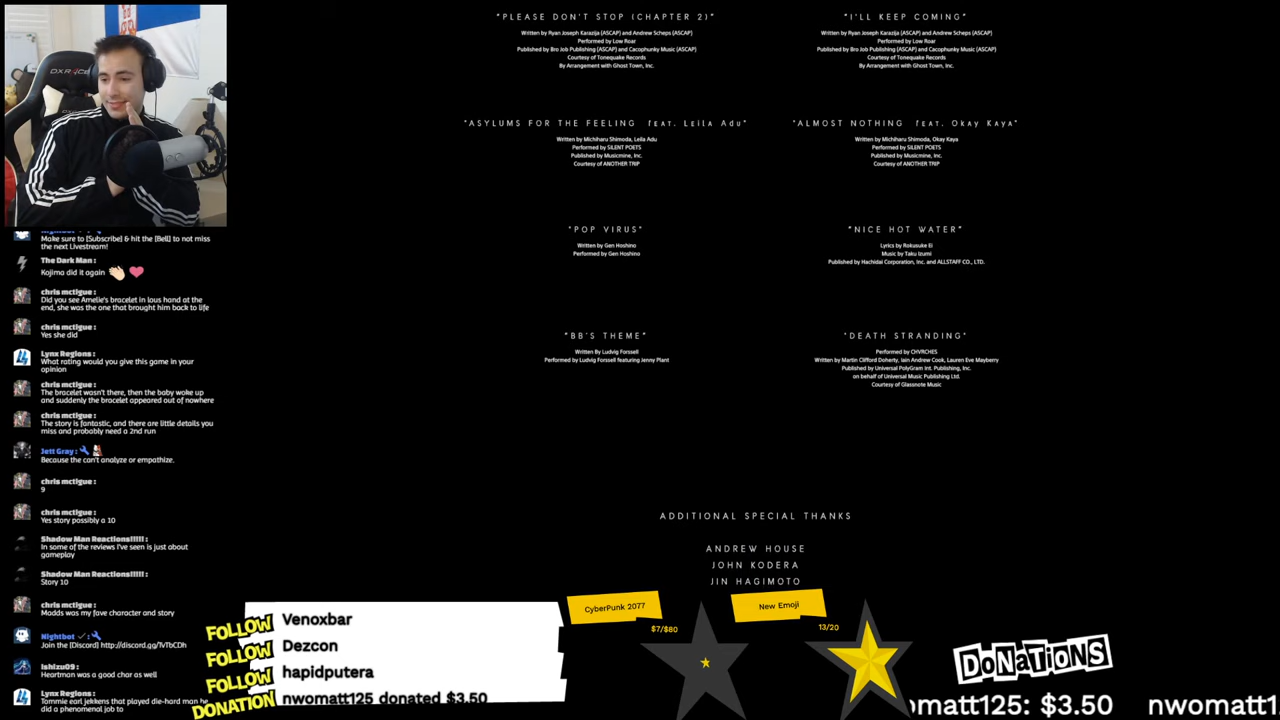 "PLEASE DON'T STOP (CHAPTER 2)"
Written by Ryan Joseph Karazija (ASCAP) and Andrew Scheps (ASCAP)
Performed by Low Roar
Published by Bro Job Publishing (ASCAP) and Cacophunky Music (ASCAP)
Courtesy of Tonequake Records
By Arrangement with Ghost Town, Inc.
"I'LL KEEP COMING"
Written by Ryan Joseph Karazija (ASCAP) and Andrew Scheps (ASCAP)
Performed by Low Roar
Published by Bro Job Publishing (ASCAP) and Cacophunky Music (ASCAP)
Courtesy of Tonequake Records
By Arrangement with Ghost Town, Inc.
"ASYLUMS FOR THE FEELING feat. Leila Adu"
Written by Michiharu Shimoda, Leila Adu
Performed by SILENT POETS
Published by Musicmine, Inc.
Courtesy of ANOTHER TRIP
"ALMOST NOTHING feat. Okay Kaya"
Written by Michiharu Shimoda, Okay Kaya
Performed by SILENT POETS
Published by Musicmine, Inc.
Courtesy of ANOTHER TRIP
"POP VIRUS"
Written by Gen Hoshino
Performed by Gen Hoshino
"NICE HOT WATER"
Lyrics by Rokusuke Ei
Music by Taku Izumi
Published by Hachidai Corporation, Inc. and ALLSTAFF CO., LTD.
"BB'S THEME"
Written By Ludvig Forssell
Performed by Ludvig Forssell featuring Jenny Plant
"DEATH STRANDING"
Performed by CHVRCHES
Written by Martin Clifford Doherty, Iain Andrew Cook, Lauren Eve Mayberry
Published by Universal PolyGram Int. Publishing, Inc.
on behalf of Universal Music Publishing Ltd.
Courtesy of Glassnote Music
ADDITIONAL SPECIAL THANKS
ANDREW HOUSE
JOHN KODERA
JIN HAGIMOTO
DXRACER
Make sure to [Subscribe] & hit the [Bell] to not miss
the next Livestream!
The Dark Man :
Kojima did it again
chris mctigue :
Did you see Amelie's bracelet in lous hand at the
end, she was the one that brought him back to life
chris mctigue :
Yes she did
Lynx Regions :
What rating would you give this game in your
opinion
chris mctigue :
The bracelet wasn't there, then the baby woke up
and suddenly the bracelet appeared out of nowhere
chris mctigue :
The story is fantastic, and there are little details you
miss and probably need a 2nd run
Jett Gray :
Because the can't analyze or empathize.
chris mctigue :
9
chris mctigue :
Yes story possibly a 10
Shadow Man Reactions!!!!! :
In some of the reviews I've seen is just about
gameplay
Shadow Man Reactions!!!!! :
Story 10
chris mctigue :
Madds was my fave character and story
Nightbot ✓ :
Join the [Discord] http://discord.gg/1VTbCDh
Ishizu09 :
Heartman was a good char as well
Lynx Regions :
Tommie earl jekkens that played die-hard man he
did a phenomenal job to
FOLLOW Venoxbar
FOLLOW Dezcon
FOLLOW hapidputera
DONATION nwomatt125 donated $3.50
CyberPunk 2077
$7/$80
New Emoji
13/20
DONATIONS
omatt125: $3.50 nwomatt1